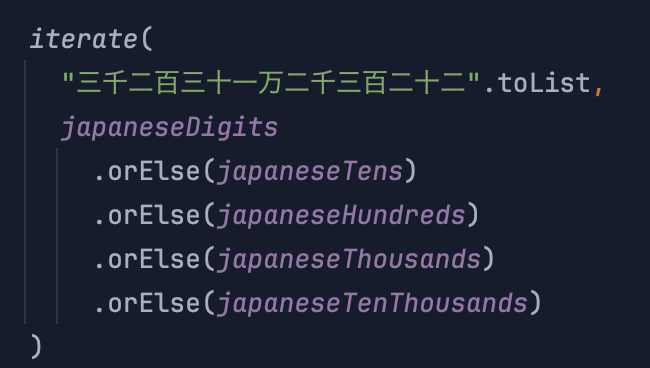 iterate(
"三千二百三十一万二千三百二十二".toList,
japaneseDigits
.orElse(japaneseTens)
.orElse(japaneseHundreds)
.orElse(japaneseThousands)
.orElse(japaneseTenThousands)
)